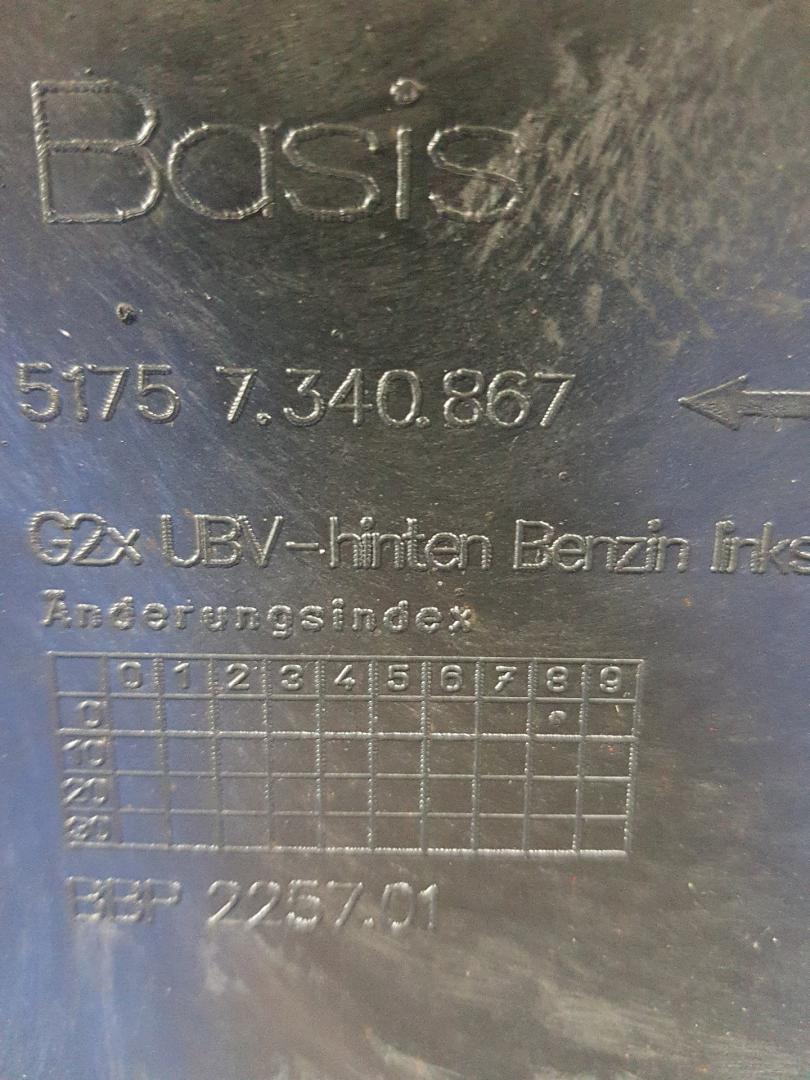 Basis
5175 7.340.867
G2x UBV-hinten Benzin links
Änderungsindex
0 1 2 3 4 5 6 7 8 9
0
10
20
30
BBP 2257.01